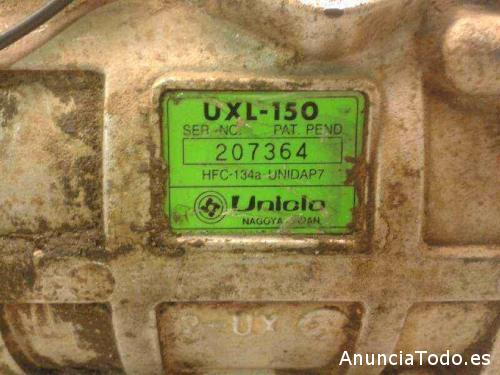 UXL-150
SER-NO. PAT. PEND
207364
HFC-134a UNIDAP7
Unicla
NAGOYA JAPAN
AnunciaTodo.es